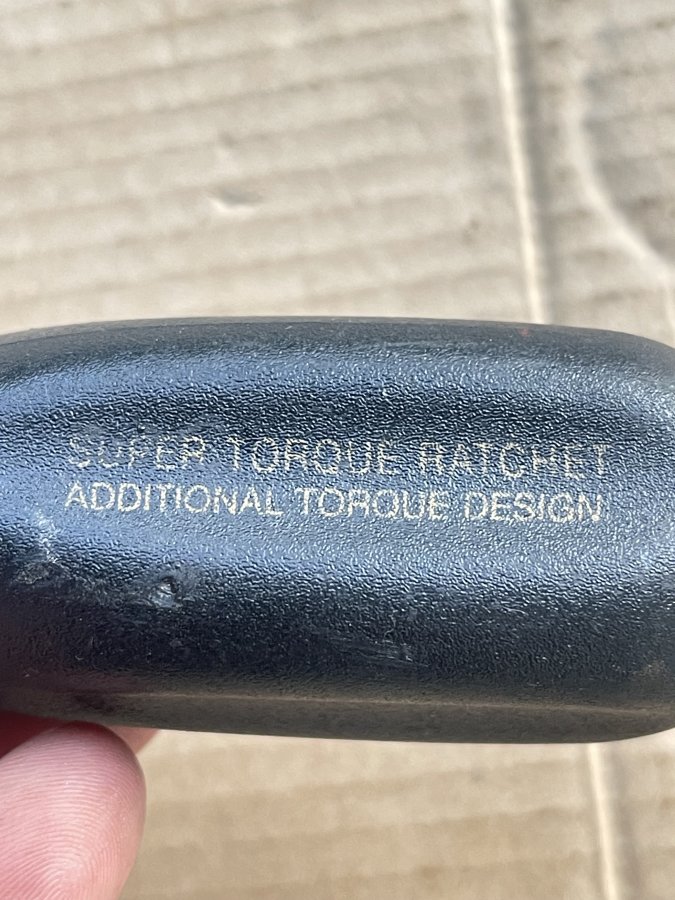 SUPER TORQUE RATCHET
ADDITIONAL TORQUE DESIGN